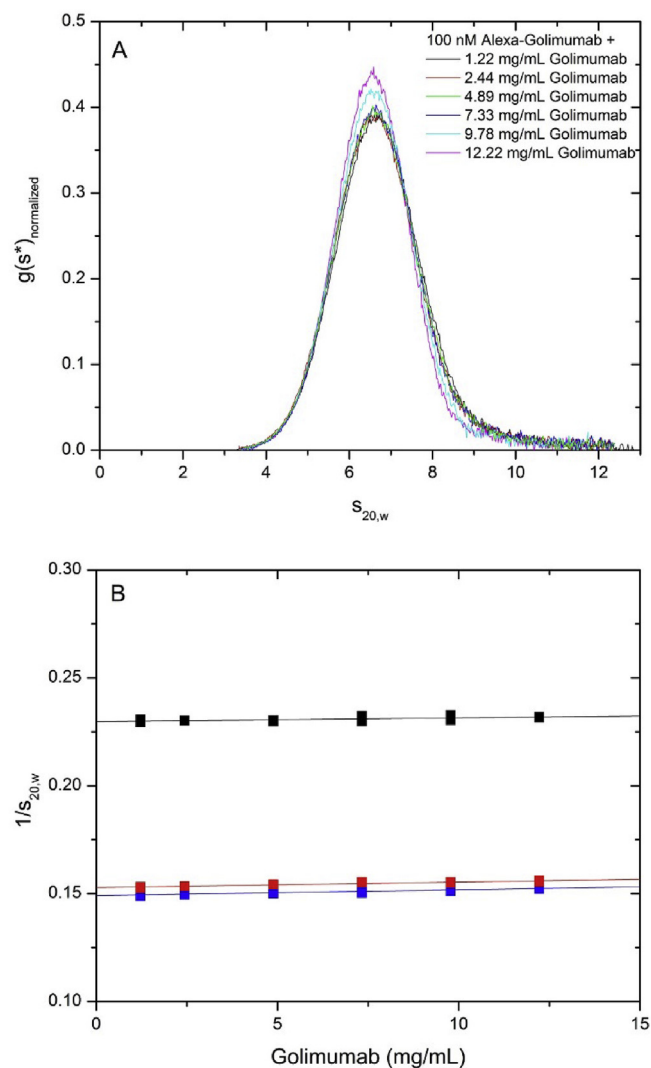 A
100 nM Alexa-Golimumab +
1.22 mg/mL Golimumab
2.44 mg/mL Golimumab
4.89 mg/mL Golimumab
7.33 mg/mL Golimumab
9.78 mg/mL Golimumab
12.22 mg/mL Golimumab
0.5
0.4
0.3
0.2
0.1
0.0
g(s*)normalized
0 2 4 6 8 10 12
s20,w
B
0.30
0.25
0.20
0.15
0.10
1/s20,w
0 5 10 15
Golimumab (mg/mL)